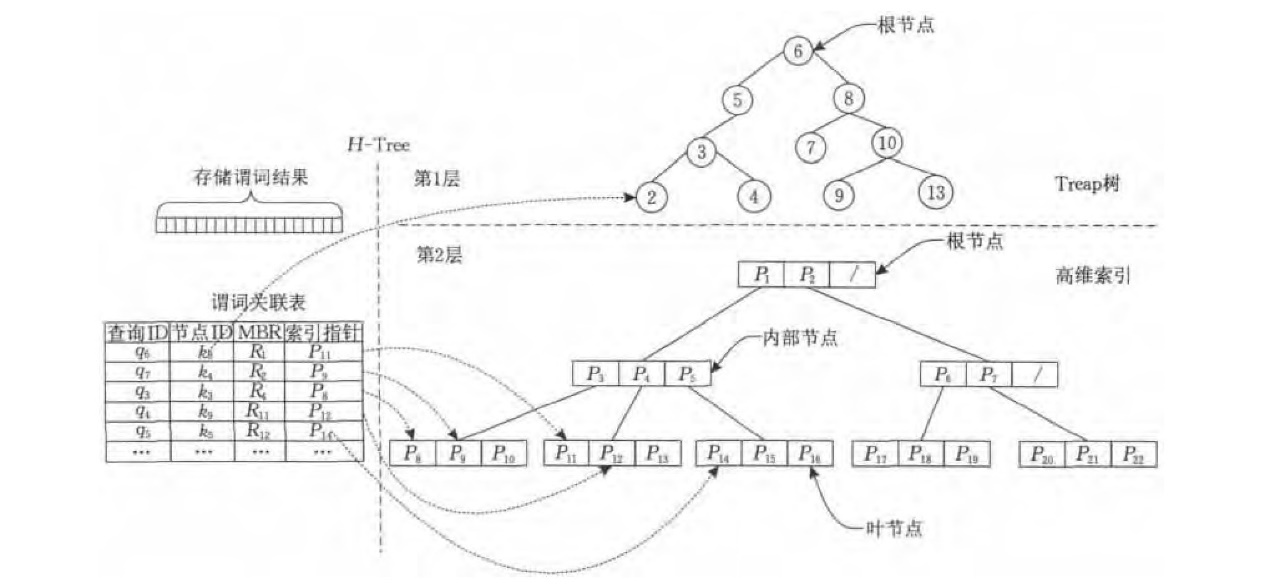 根节点
6
5
8
H-Tree
3
7
10
存储谓词结果
第1层
2
4
9
13
Treap树
第2层
根节点
P₁ P₂ /
高维索引
谓词关联表
内部节点
查询ID 节点ID MBR 索引指针
q₆ k₈ R₁ P₁₁
q₇ k₄ R₂ P₉
q₃ k₃ R₄ P₈
q₄ k₉ R₁₁ P₁₂
q₅ k₅ R₁₂ P₁₄
… … … …
P₃ P₄ P₅
P₆ P₇ /
P₈ P₉ P₁₀
P₁₁ P₁₂ P₁₃
P₁₄ P₁₅ P₁₆
P₁₇ P₁₈ P₁₉
P₂₀ P₂₁ P₂₂
叶节点